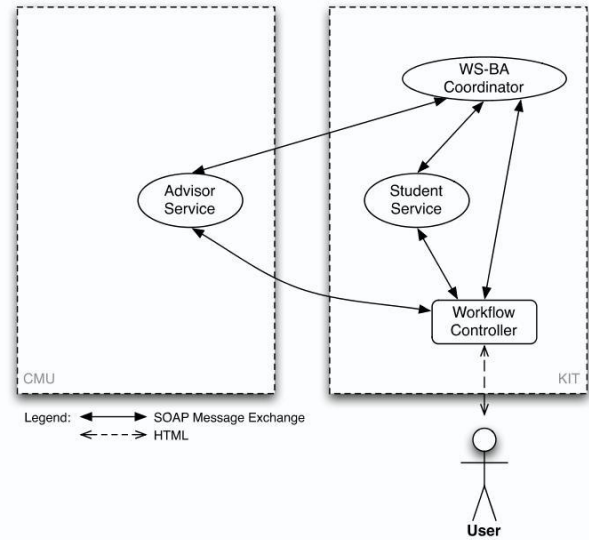 WS-BA
Coordinator
Advisor
Service
Student
Service
Workflow
Controller
CMU
KIT
Legend: SOAP Message Exchange
HTML
User